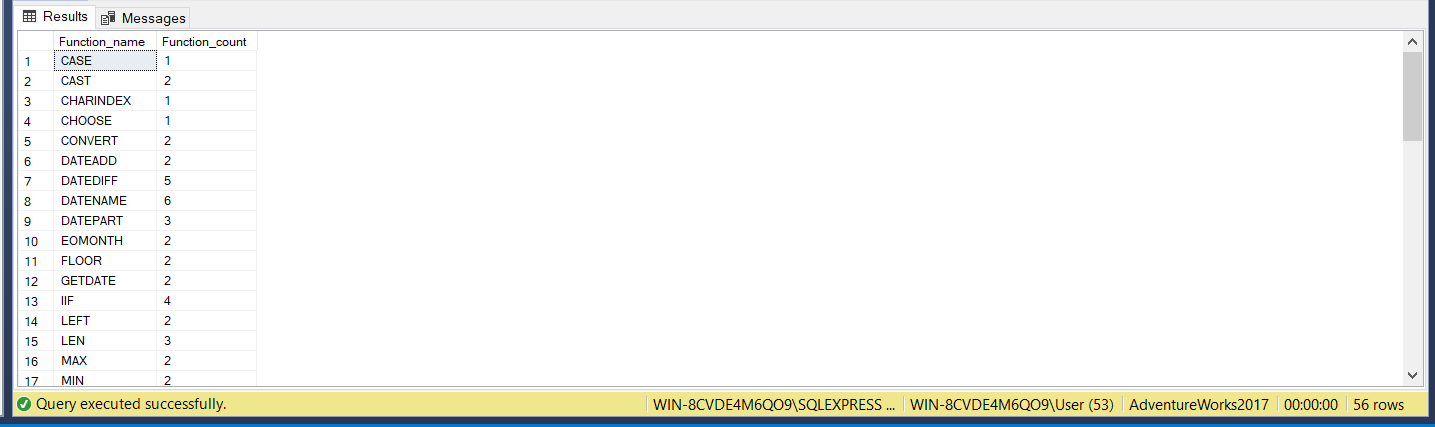 Results Messages
Function_name Function_count
1 CASE 1
2 CAST 2
3 CHARINDEX 1
4 CHOOSE 1
5 CONVERT 2
6 DATEADD 2
7 DATEDIFF 5
8 DATENAME 6
9 DATEPART 3
10 EOMONTH 2
11 FLOOR 2
12 GETDATE 2
13 IIF 4
14 LEFT 2
15 LEN 3
16 MAX 2
17 MIN 2
Query executed successfully. WIN-8CVDE4M6QO9\SQLEXPRESS ... WIN-8CVDE4M6QO9\User (53) AdventureWorks2017 00:00:00 56 rows